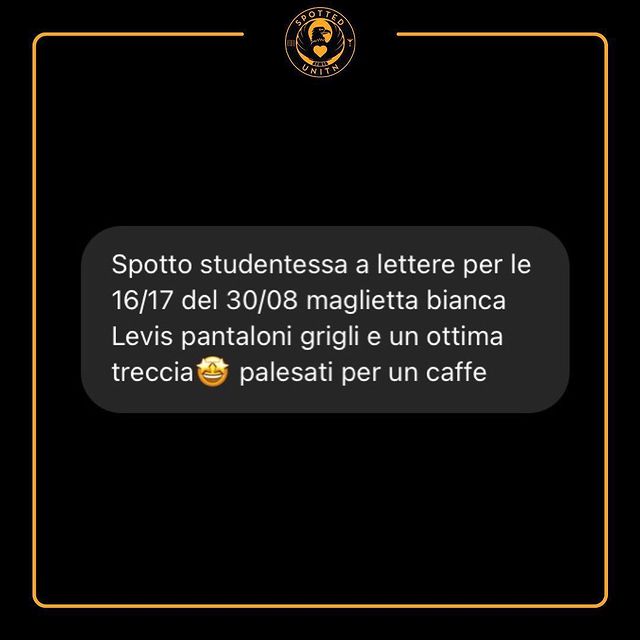 SPOTTED
UNITN
Spotto studentessa a lettere per le
16/17 del 30/08 maglietta bianca
Levis pantaloni grigli e un ottima
treccia🤩 palesati per un caffe